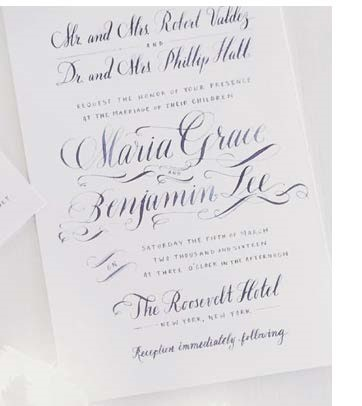 Mr. and Mrs. Robert Valdez
AND
Dr. and Mrs. Phillip Hall
REQUEST THE HONOR OF YOUR PRESENCE
AT THE MARRIAGE OF THEIR CHILDREN
Maria Grace
AND
Benjamin Lee
ON
SATURDAY THE FIFTH OF MARCH
TWO THOUSAND AND SIXTEEN
AT THREE O'CLOCK IN THE AFTERNOON
The Roosevelt Hotel
NEW YORK, NEW YORK
Reception immediately following.